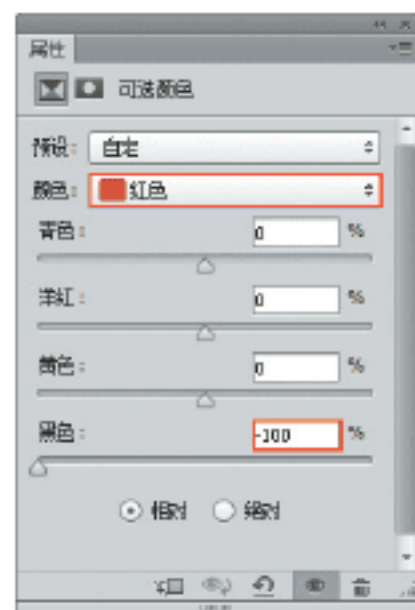 属性
可选颜色
预设： 自定
颜色： 红色
青色： 0 %
洋红： 0 %
黄色： 0 %
黑色： -100 %
相对 绝对